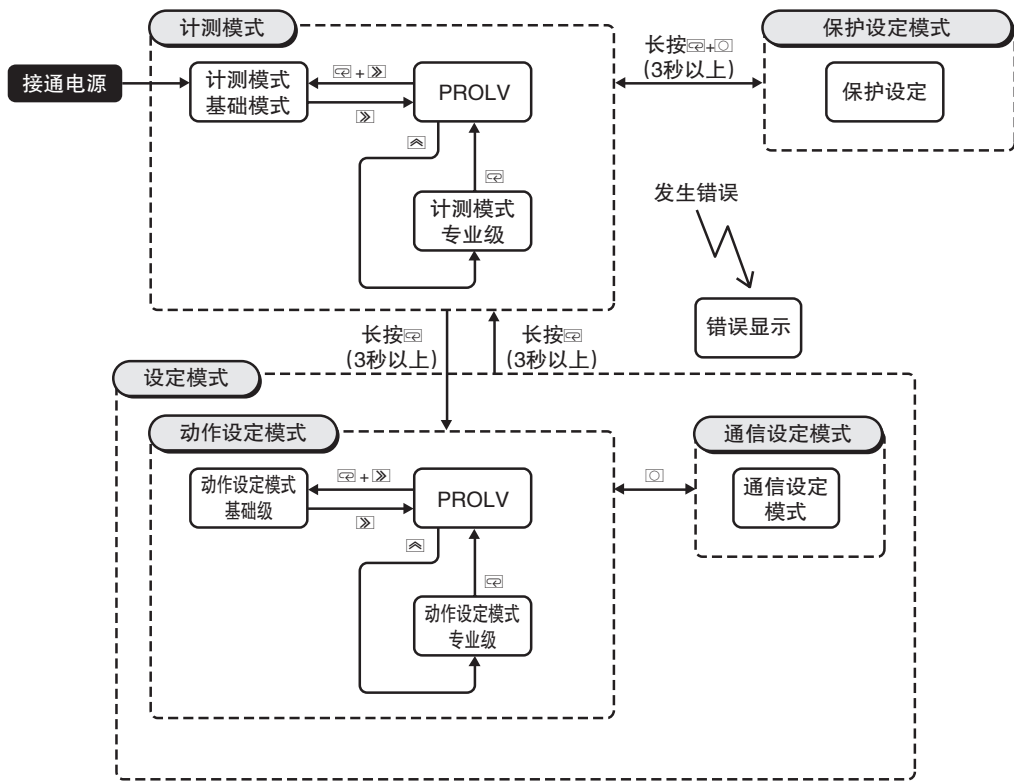 计测模式
保护设定模式
接通电源
计测模式
基础模式
+
PROLV
长按+
(3秒以上)
保护设定
计测模式
专业级
发生错误
错误显示
长按
(3秒以上)
长按
(3秒以上)
设定模式
动作设定模式
通信设定模式
动作设定模式
基础级
+
PROLV
通信设定
模式
动作设定模式
专业级